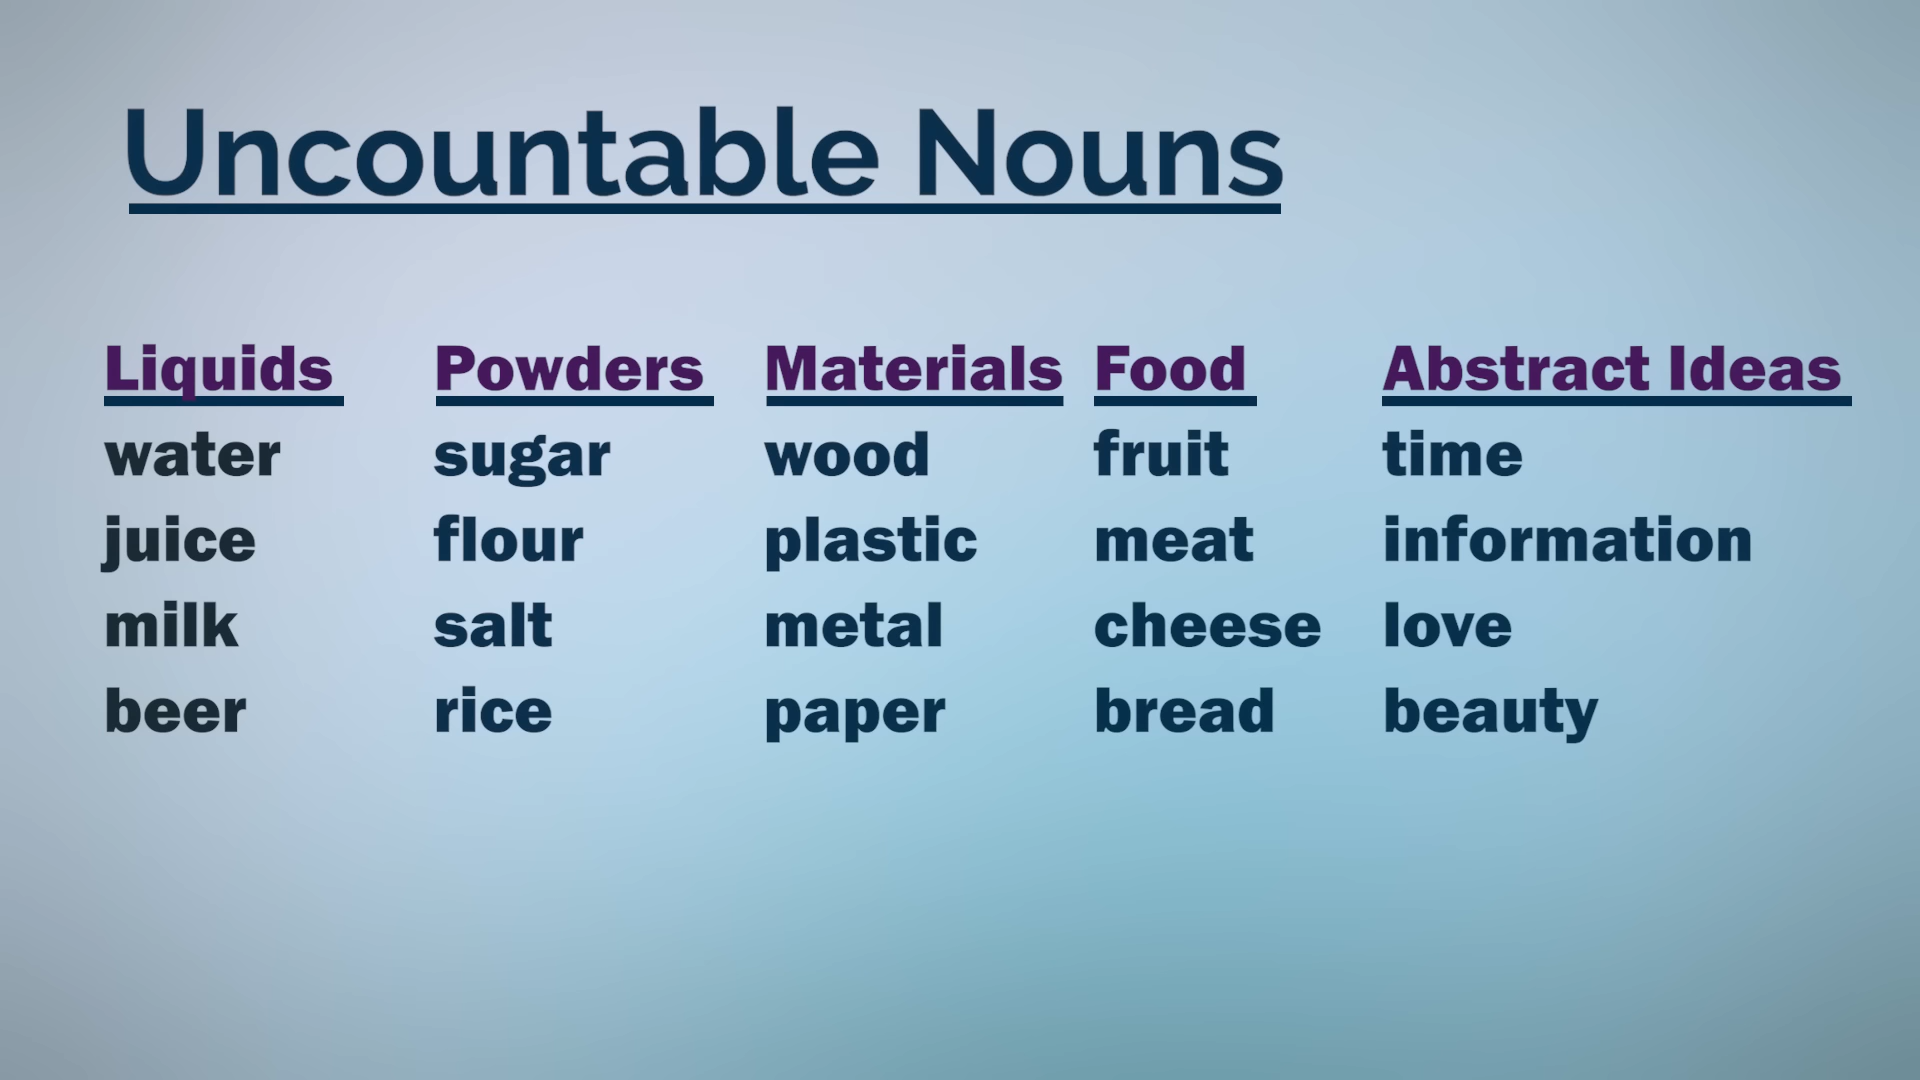 Uncountable Nouns
Liquids Powders Materials Food Abstract Ideas
water sugar wood fruit time
juice flour plastic meat information
milk salt metal cheese love
beer rice paper bread beauty